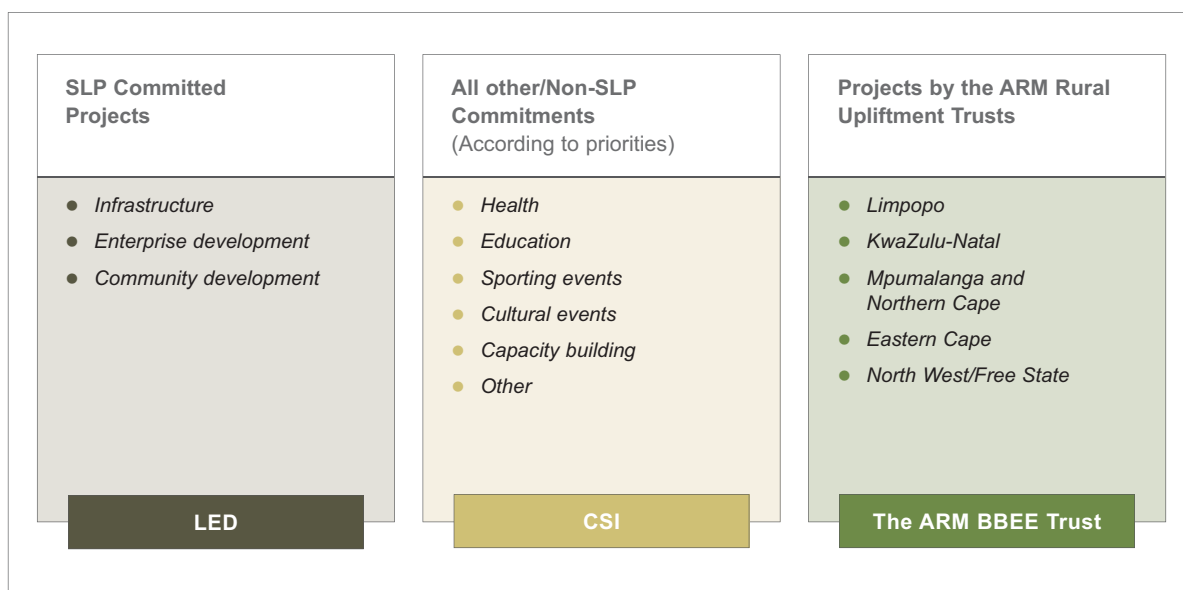 SLP Committed
Projects
Infrastructure
Enterprise development
Community development
LED
All other/Non-SLP
Commitments
(According to priorities)
Health
Education
Sporting events
Cultural events
Capacity building
Other
CSI
Projects by the ARM Rural
Upliftment Trusts
Limpopo
KwaZulu-Natal
Mpumalanga and
Northern Cape
Eastern Cape
North West/Free State
The ARM BBEE Trust